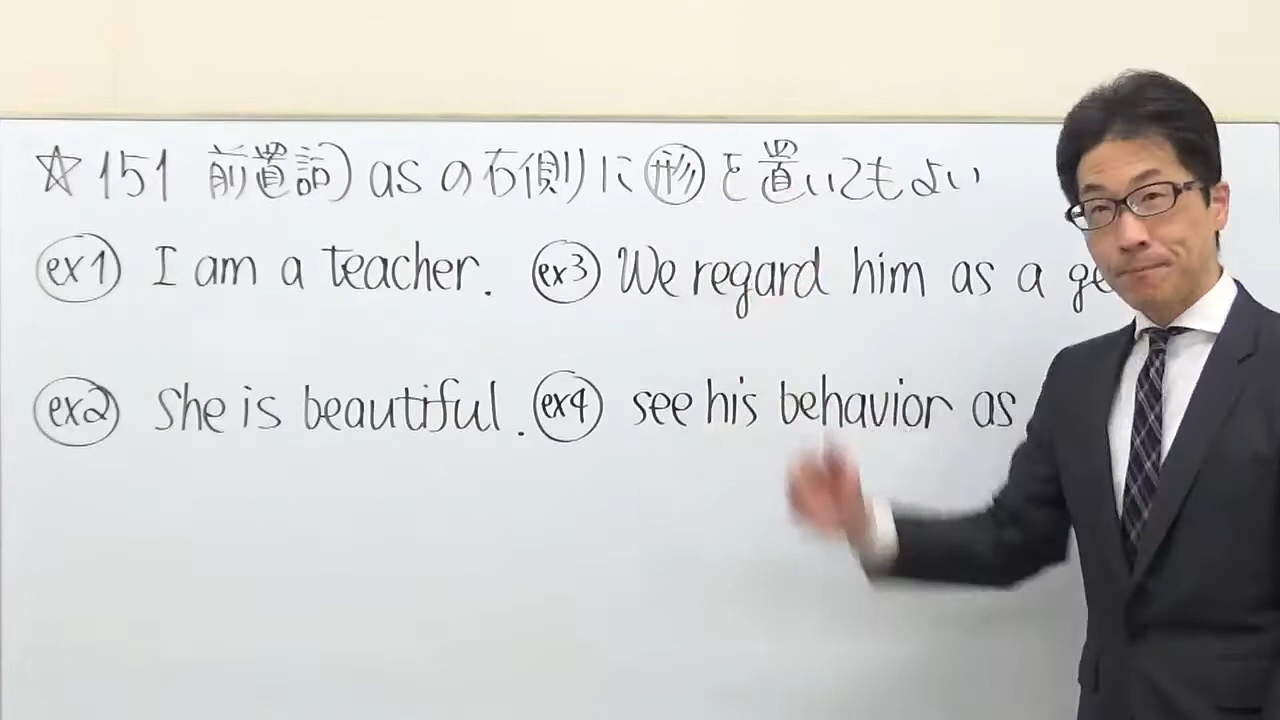 ☆151 前置詞 as の右側に形を置いてもよい
ex1 I am a teacher. ex3 We regard him as a ge
ex2 She is beautiful. ex4 see his behavior as